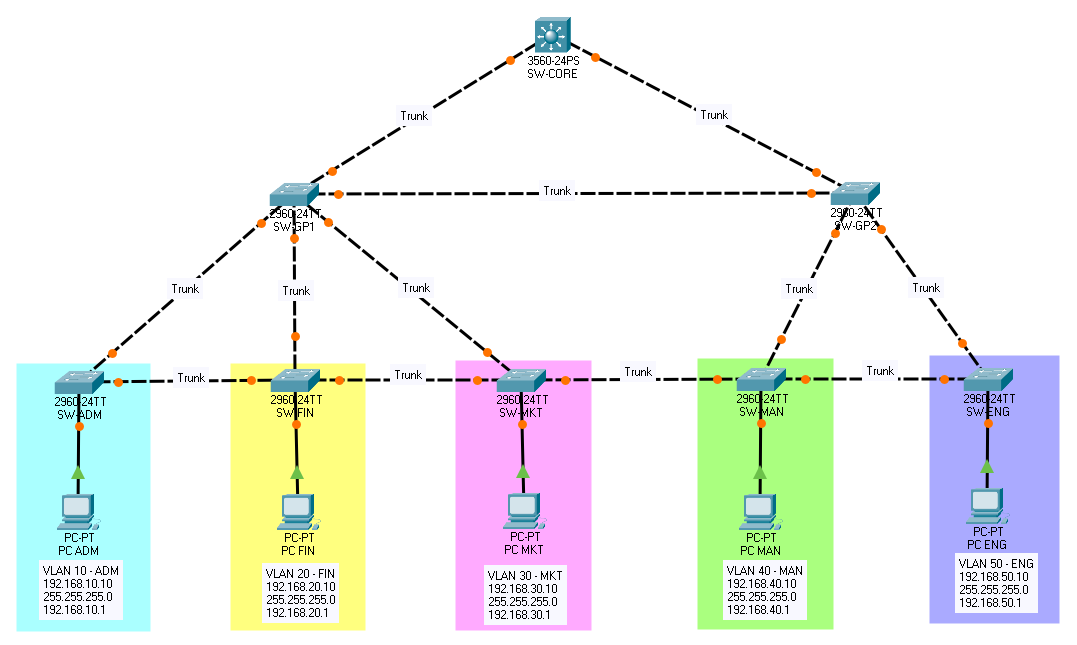 3560-24PS
SW-CORE
Trunk
Trunk
Trunk
2960-24TT
SW-GP1
2960-24TT
SW-GP2
Trunk
Trunk
Trunk
Trunk
Trunk
Trunk
Trunk
Trunk
Trunk
2960-24TT
SW-ADM
2960-24TT
SW-FIN
2960-24TT
SW-MKT
2960-24TT
SW-MAN
2960-24TT
SW-ENG
PC-PT
PC ADM
PC-PT
PC FIN
PC-PT
PC MKT
PC-PT
PC MAN
PC-PT
PC ENG
VLAN 10 - ADM
192.168.10.10
255.255.255.0
192.168.10.1
VLAN 20 - FIN
192.168.20.10
255.255.255.0
192.168.20.1
VLAN 30 - MKT
192.168.30.10
255.255.255.0
192.168.30.1
VLAN 40 - MAN
192.168.40.10
255.255.255.0
192.168.40.1
VLAN 50 - ENG
192.168.50.10
255.255.255.0
192.168.50.1